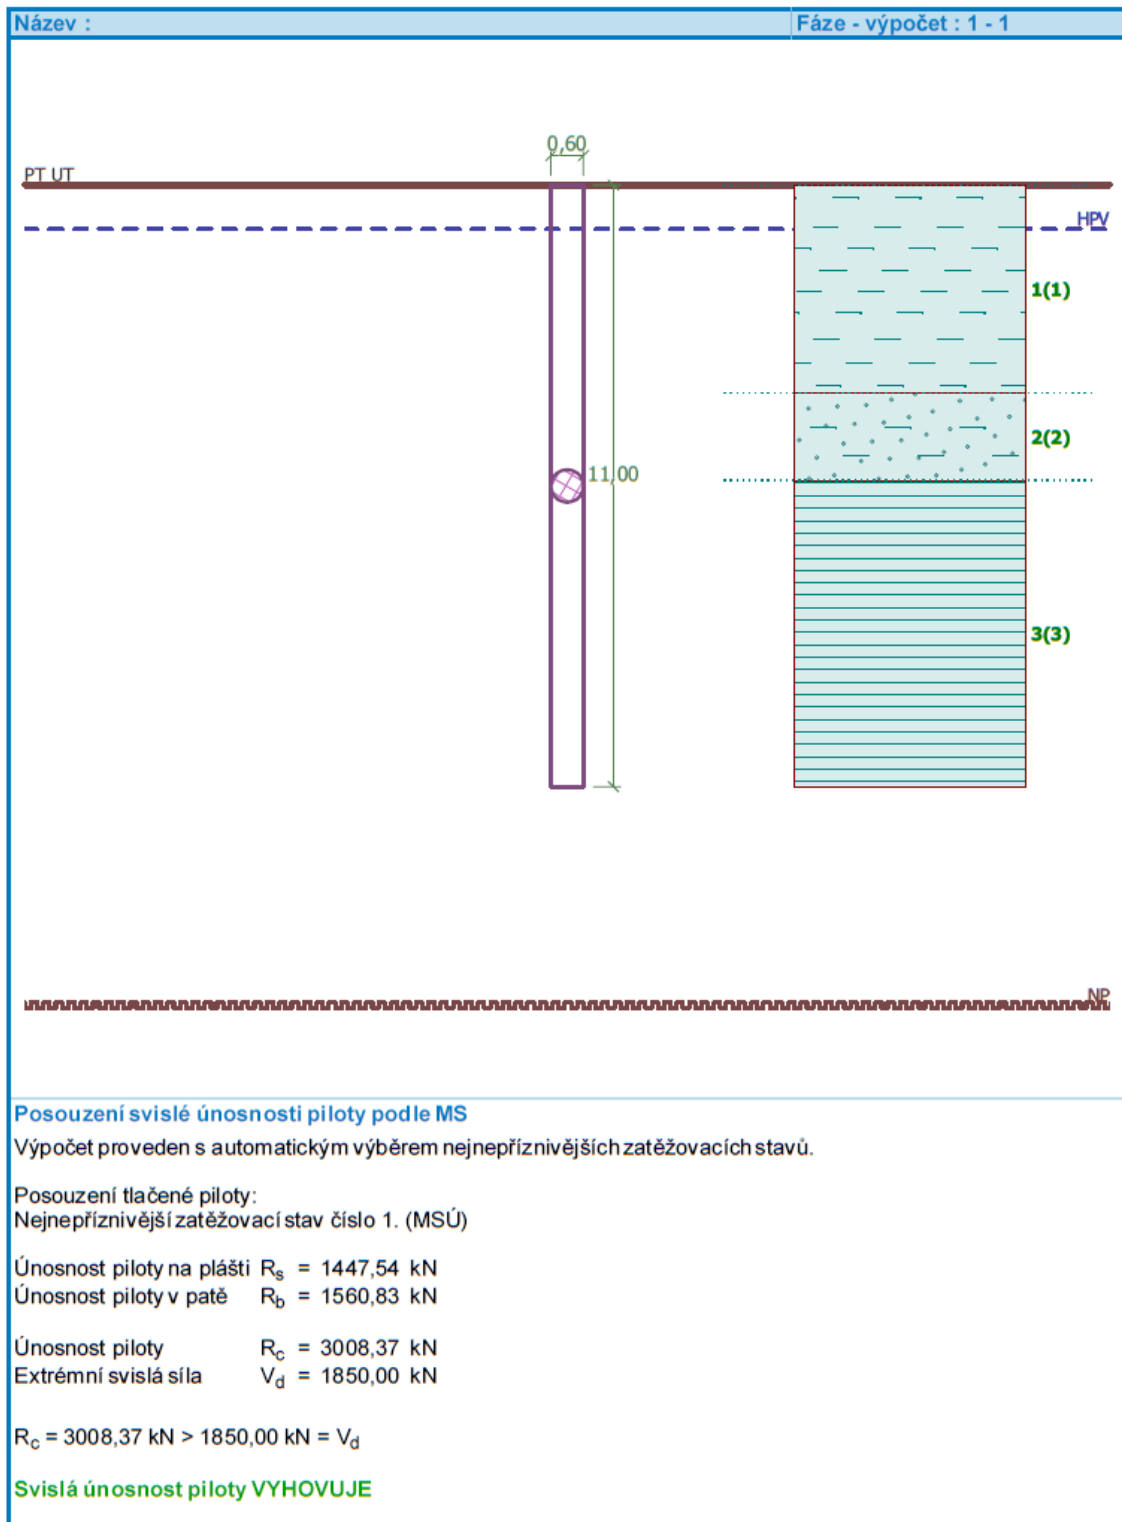 Název : Fáze - výpočet : 1 - 1
0,60
PT UT
HPV
1(1)
2(2)
11,00
3(3)
NP
Posouzení svislé únosnosti piloty podle MS
Výpočet proveden s automatickým výběrem nejnepříznivějších zatěžovacích stavů.
Posouzení tlačené piloty:
Nejnepříznivější zatěžovací stav číslo 1. (MSÚ)
Únosnost piloty na plášti Rs = 1447,54 kN
Únosnost piloty v patě Rb = 1560,83 kN
Únosnost piloty Rc = 3008,37 kN
Extrémní svislá síla Vd = 1850,00 kN
Rc = 3008,37 kN > 1850,00 kN = Vd
Svislá únosnost piloty VYHOVUJE